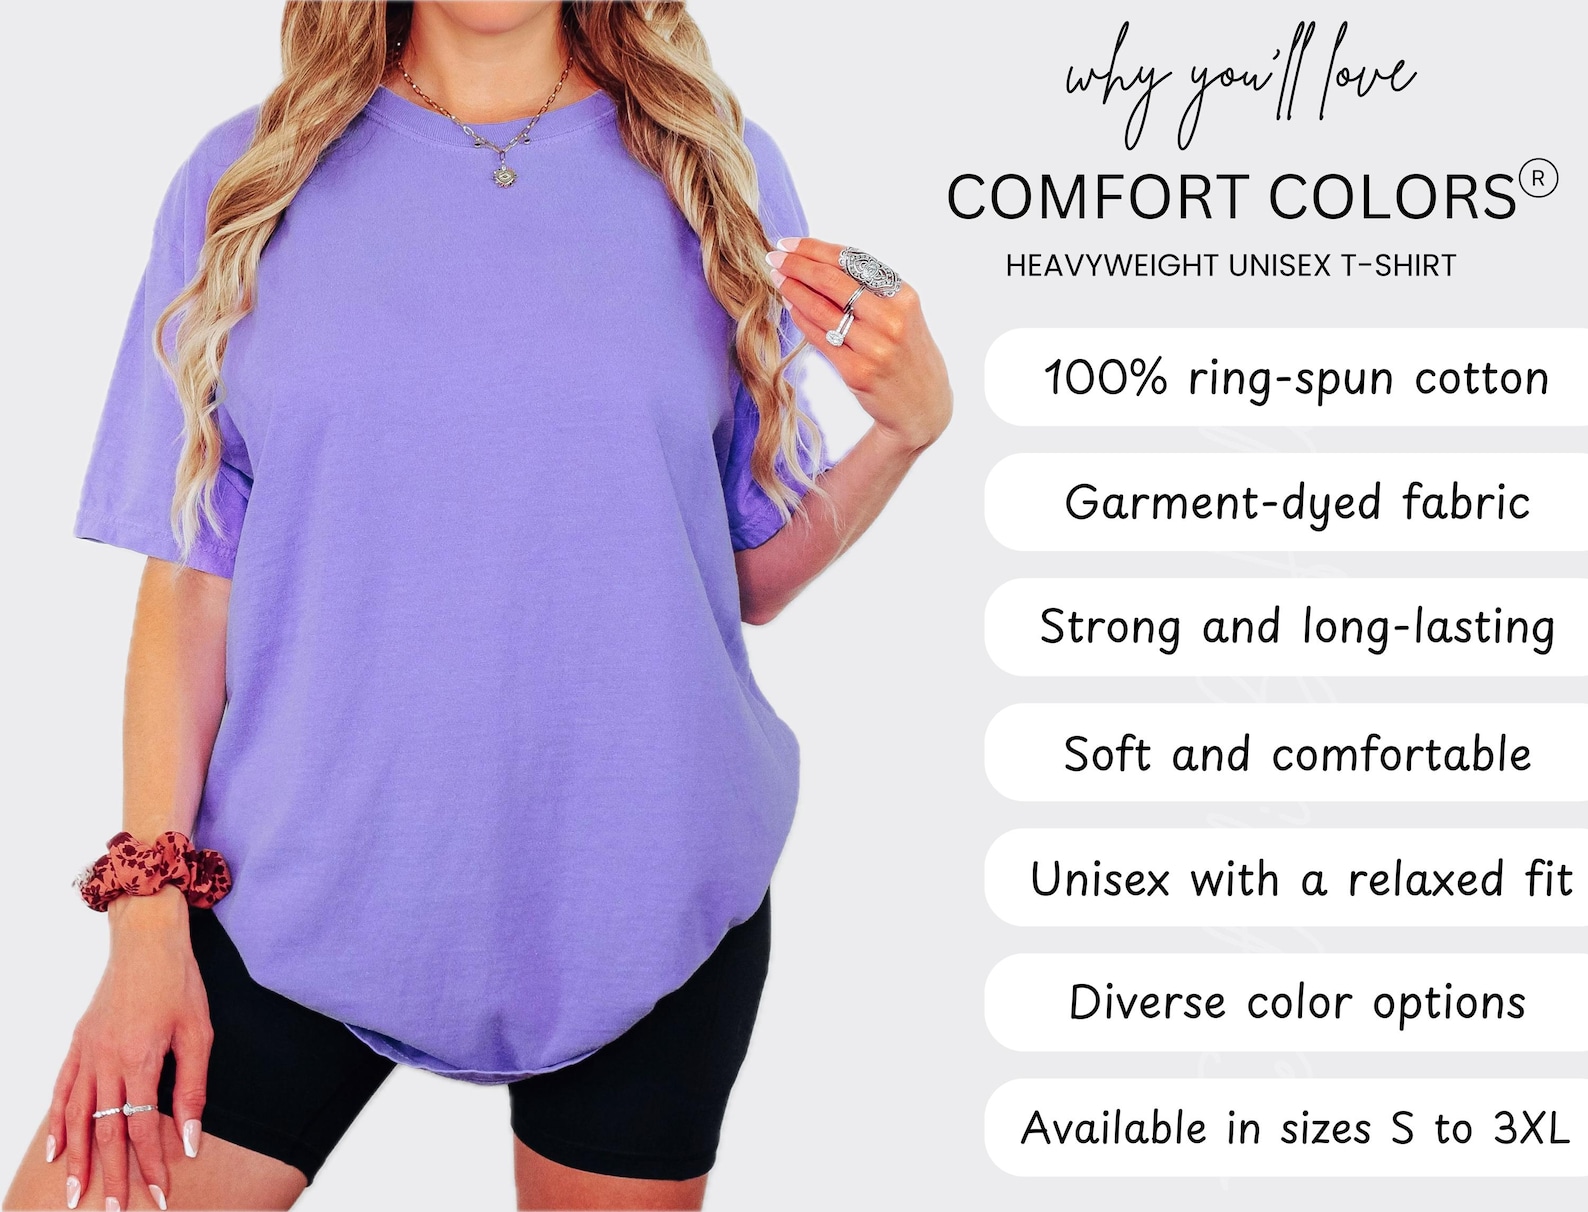 why you'll love
COMFORT COLORS®
HEAVYWEIGHT UNISEX T-SHIRT
100% ring-spun cotton
Garment-dyed fabric
Strong and long-lasting
Soft and comfortable
Unisex with a relaxed fit
Diverse color options
Available in sizes S to 3XL